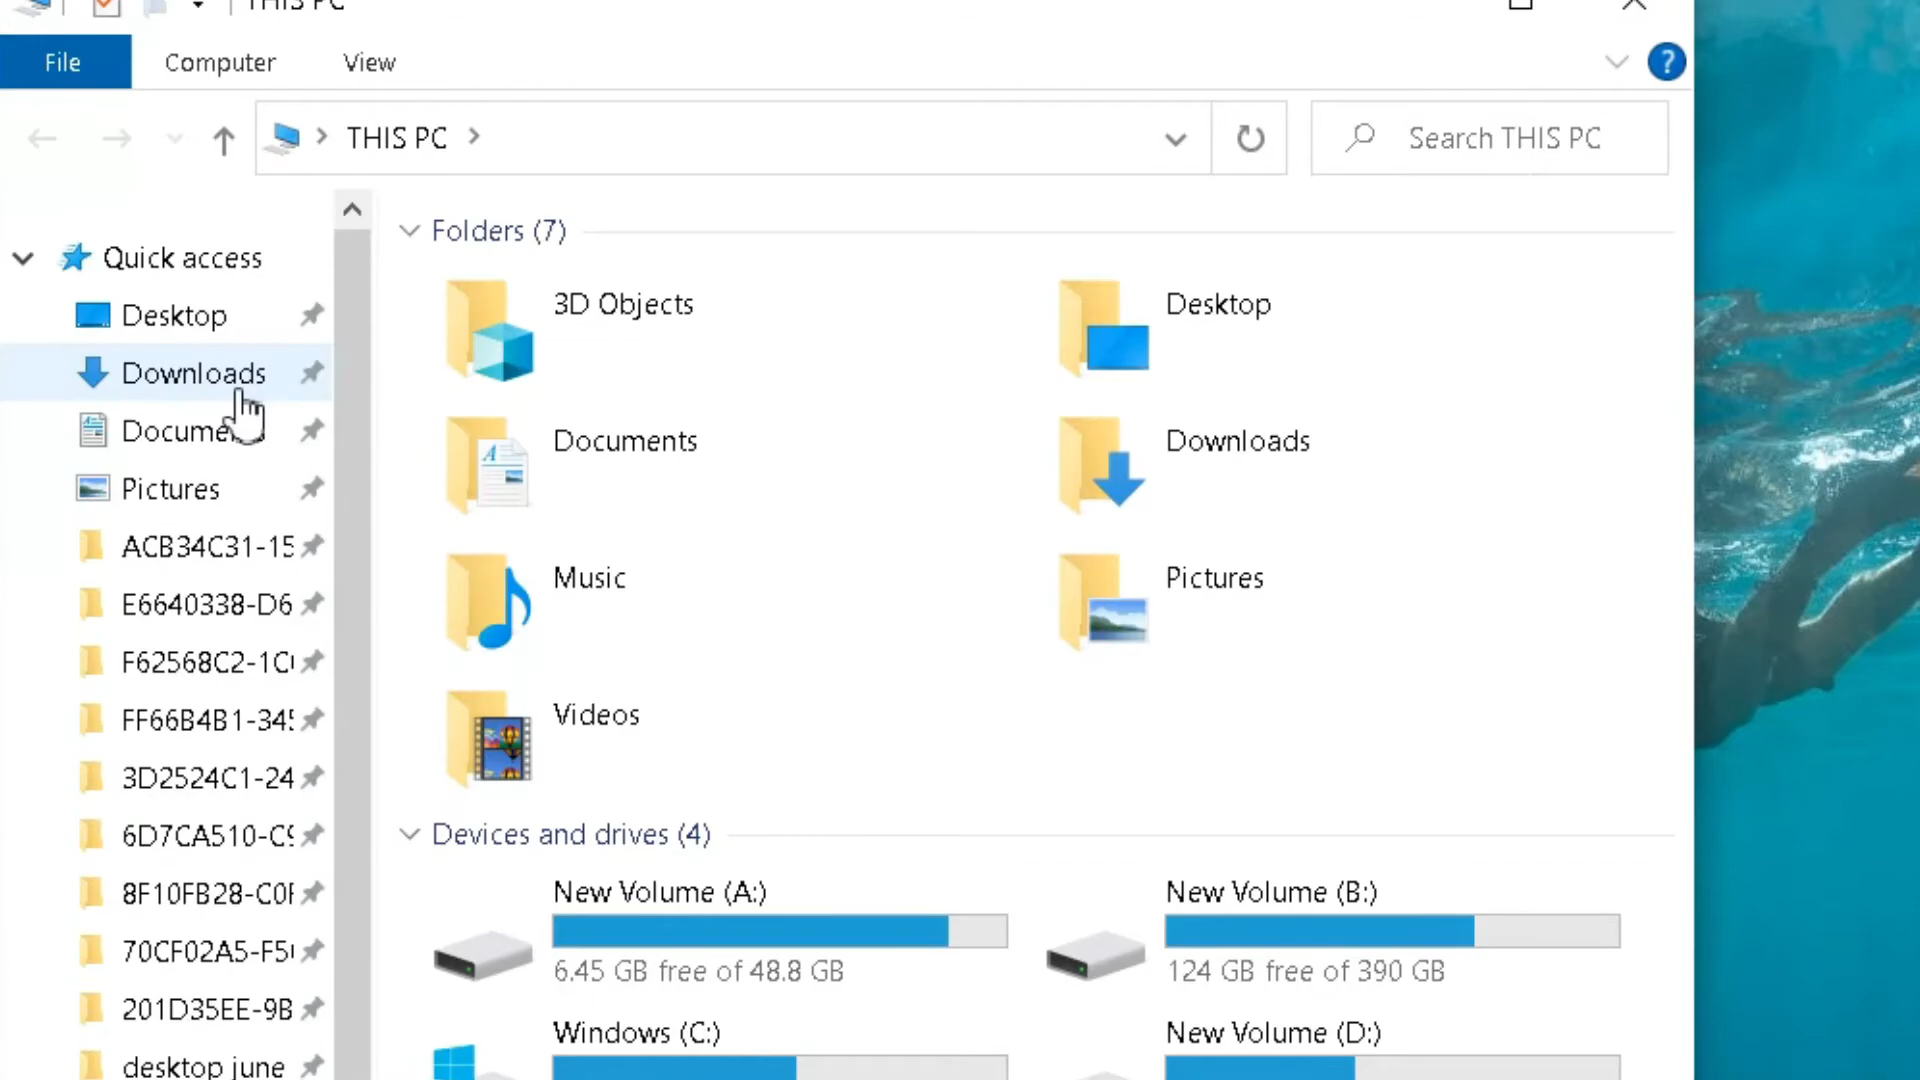 THIS PC
File Computer View ?
THIS PC Search THIS PC
Folders (7)
Quick access
3D Objects Desktop
Desktop
Downloads
Documents Downloads
Pictures
ACB34C31-15
Music Pictures
E6640338-D6
F62568C2-1C
FF66B4B1-34
Videos
3D2524C1-24
6D7CA510-C9
Devices and drives (4)
8F10FB28-C0
New Volume (A:) New Volume (B:)
70CF02A5-F5
6.45 GB free of 48.8 GB 124 GB free of 390 GB
201D35EE-9B
Windows (C:) New Volume (D:)
desktop june